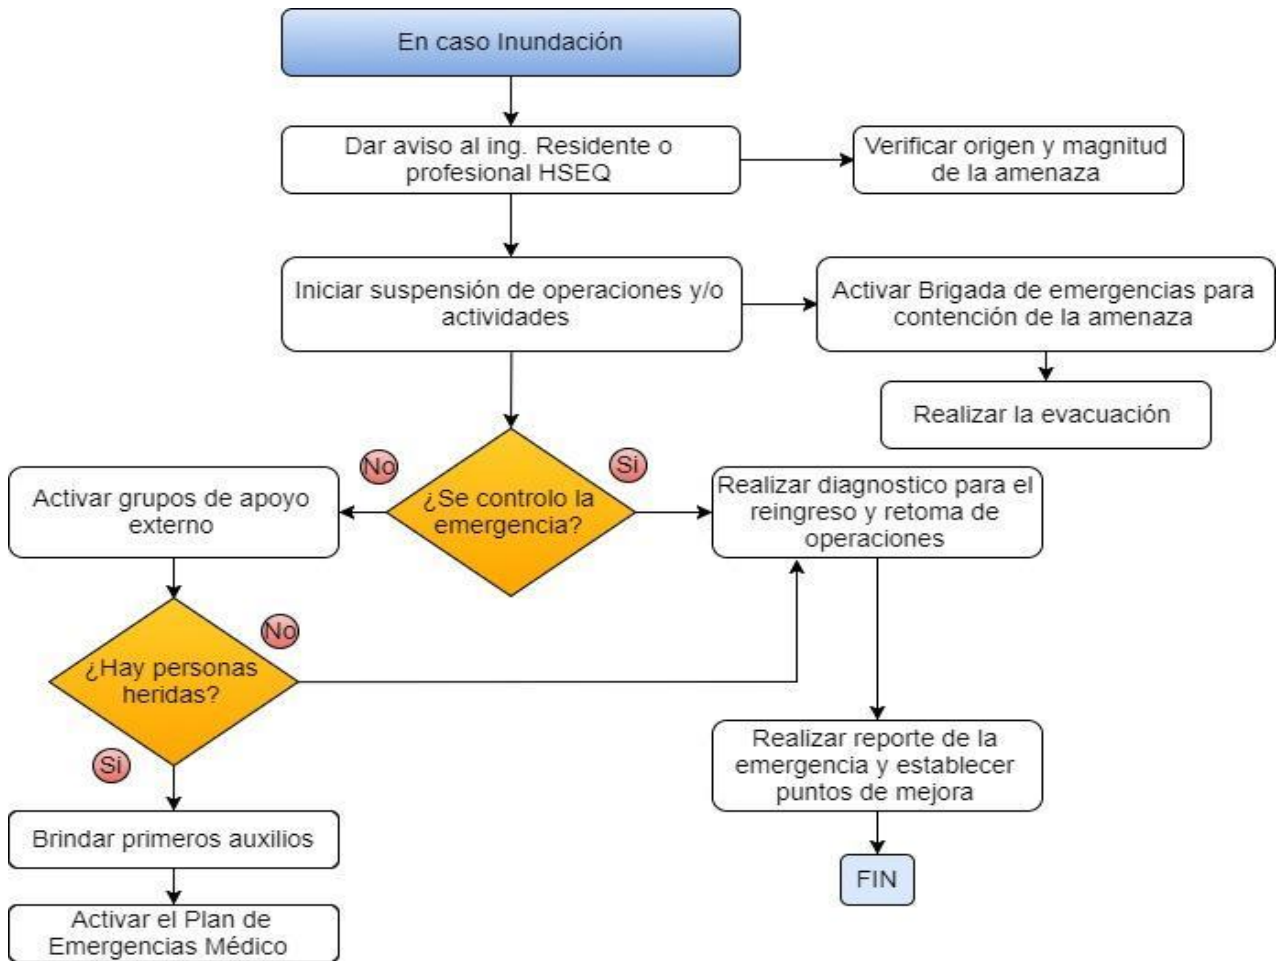 En caso Inundación
Dar aviso al ing. Residente o
profesional HSEQ
Verificar origen y magnitud
de la amenaza
Iniciar suspensión de operaciones y/o
actividades
Activar Brigada de emergencias para
contención de la amenaza
Realizar la evacuación
No
Si
¿Se controlo la
emergencia?
Activar grupos de apoyo
externo
Realizar diagnostico para el
reingreso y retoma de
operaciones
No
¿Hay personas
heridas?
Si
Realizar reporte de la
emergencia y establecer
puntos de mejora
Brindar primeros auxilios
FIN
Activar el Plan de
Emergencias Médico